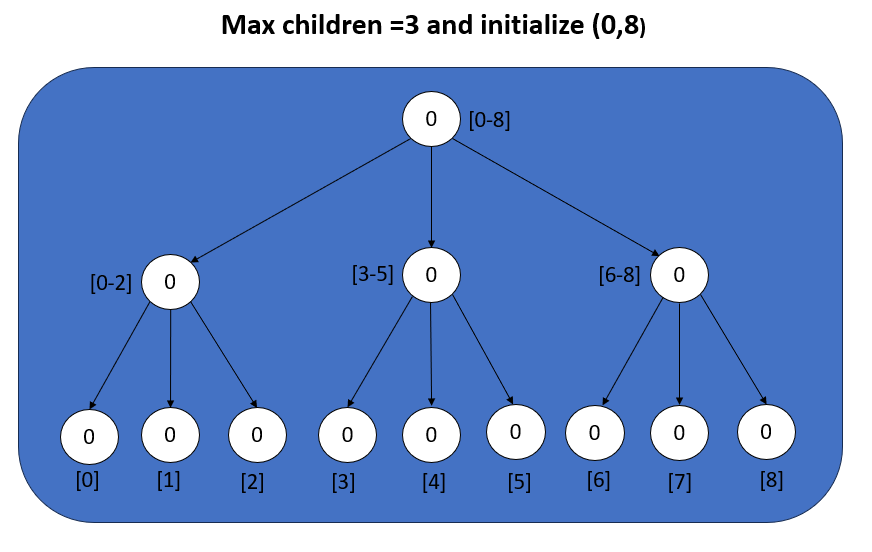 Max children =3 and initialize (0,8)
0 [0-8]
[0-2] 0 [3-5] 0 [6-8] 0
0 0 0 0 0 0 0 0 0
[0] [1] [2] [3] [4] [5] [6] [7] [8]